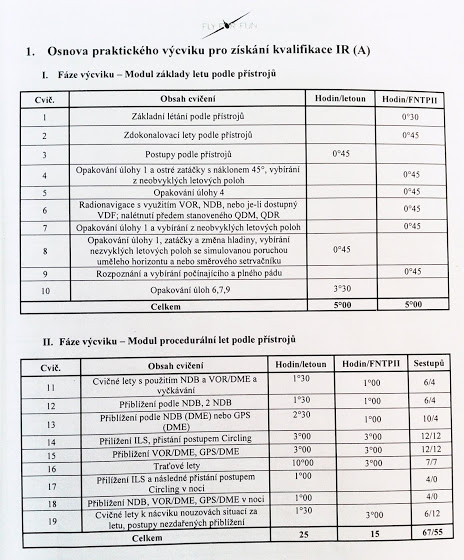 FLY FOR FUN
1. Osnova praktického výcviku pro získání kvalifikace IR (A)
I. Fáze výcviku – Modul základy letu podle přístrojů
Cvič. Obsah cvičení Hodin/letoun Hodin/FNTPII
1 Základní létání podle přístrojů 0°30
2 Zdokonalovací lety podle přístrojů 0°45
3 Postupy podle přístrojů 0°45
4 Opakování úlohy 1 a ostré zatáčky s náklonem 45°, vybírání
z neobvyklých letových poloh 0°45
5 Opakování úlohy 4 0°45
6 Radionavigace s využitím VOR, NDB, nebo je-li dostupný
VDF; nalétnutí předem stanoveného QDM, QDR 0°45
7 Opakování úlohy 1 a vybírání z neobvyklých letových poloh 0°45
8 Opakování úlohy 1, zatáčky a změna hladiny, vybírání
nezvyklých letových poloh se simulovanou poruchou
umělého horizontu a nebo směrového setrvačníku 0°45
9 Rozpoznání a vybírání počínajícího a plného pádu 0°45
10 Opakování úloh 6,7,9 3°30
Celkem 5°00 5°00
II. Fáze výcviku – Modul procedurální let podle přístrojů
Cvič. Obsah cvičení Hodin/letoun Hodin/FNTPII Sestupů
11 Cvičné lety s použitím NDB a VOR/DME a
vyčkávání 1°30 1°00 6/4
12 Přiblížení podle NDB, 2 NDB 1°30 1°00 6/4
13 Přiblížení podle NDB (DME) nebo GPS
(DME) 2°30 1°00 10/4
14 Přilížení ILS, přistání postupem Circling 3°00 3°00 12/12
15 Přiblížení VOR/DME, GPS/DME 3°00 3°00 12/12
16 Traťové lety 10°00 3°00 7/7
17 Přilížení ILS a následné přistání postupem
Circling v noci 1°00 4/0
18 Přiblížení NDB, VOR/DME, GPS/DME v noci 1°00 4/0
19 Cvičné lety k nácviku nouzových situací za
letu, postupy nezdařených přiblížení 1°30 3°00 6/12
Celkem 25 15 67/55